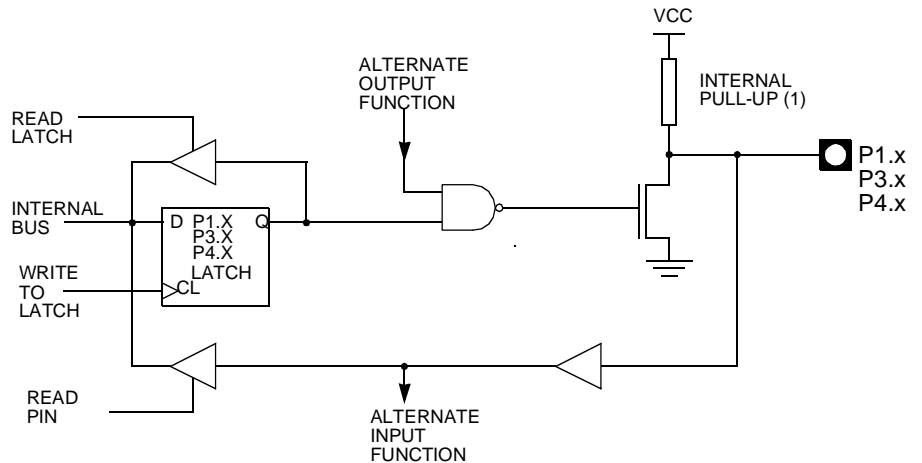 VCC
ALTERNATE
OUTPUT
FUNCTION
INTERNAL
PULL-UP (1)
READ
LATCH
P1.x
P3.x
P4.x
INTERNAL
BUS
D P1.X Q
P3.X
P4.X
LATCH
CL
WRITE
TO
LATCH
READ
PIN
ALTERNATE
INPUT
FUNCTION